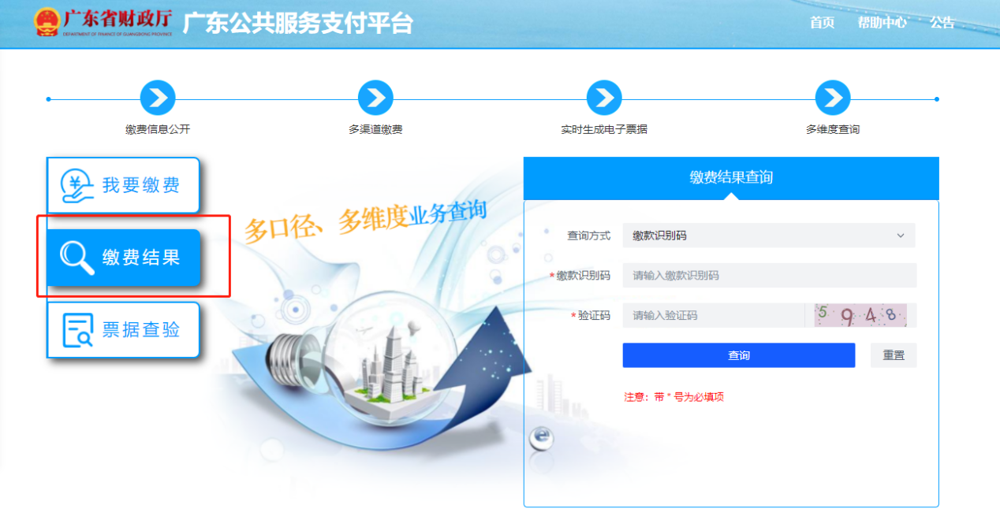 广东省财政厅
DEPARTMENT OF FINANCE OF GUANGDONG PROVINCE
广东公共服务支付平台
首页 帮助中心 公告
缴费信息公开 多渠道缴费 实时生成电子票据 多维度查询
我要缴费
缴费结果
票据查验
多口径、多维度业务查询
缴费结果查询
查询方式 缴款识别码
*缴款识别码 请输入缴款识别码
*验证码 请输入验证码 5948
查询 重置
注意：带 * 号为必填项